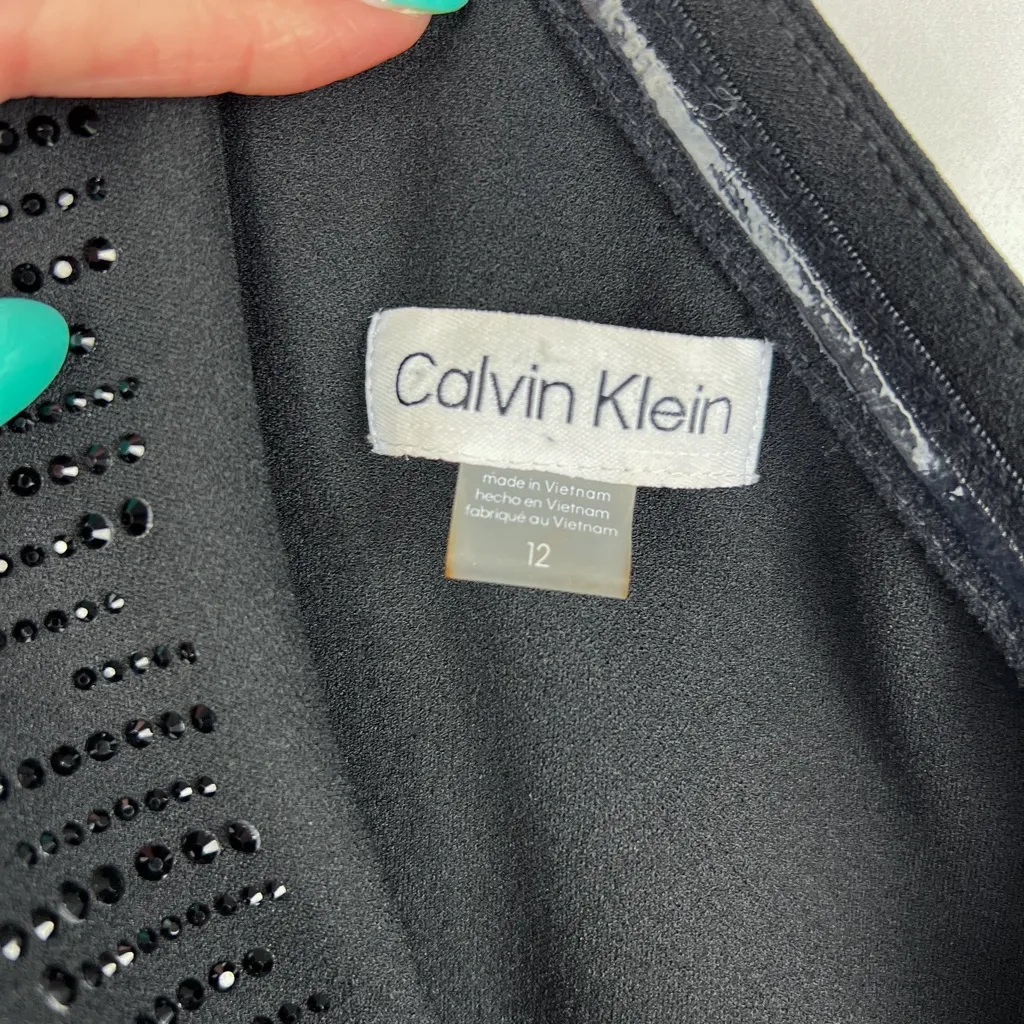 Calvin Klein
made in Vietnam
hecho en Vietnam
fabriqué au Vietnam
12